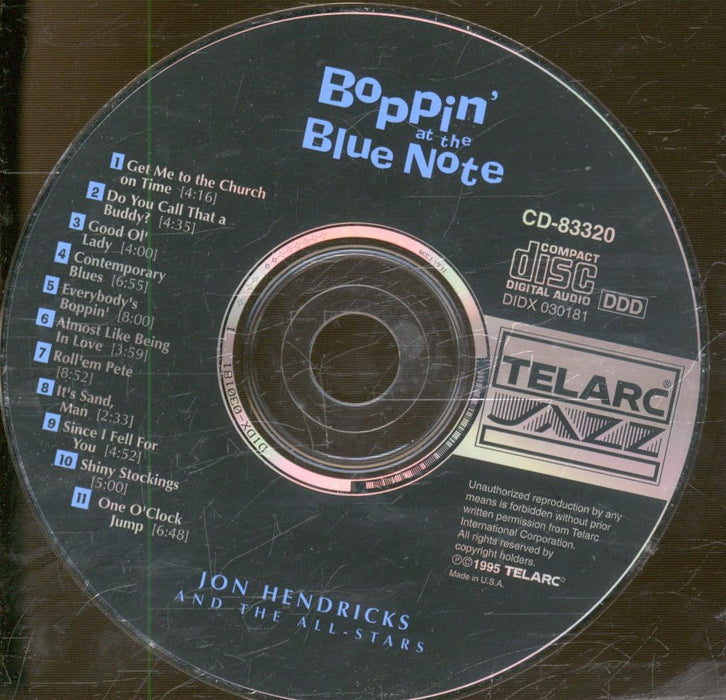 Boppin'
at the
Blue Note
1 Get Me to the Church
on Time [4:16]
2 Do You Call That a
Buddy? [4:35]
3 Good Ol'
Lady [4:00]
4 Contemporary
Blues [6:55]
5 Everybody's
Boppin' [8:00]
6 Almost Like Being
In Love [3:59]
7 Roll'em Pete
[8:52]
8 It's Sand,
Man [2:33]
9 Since I Fell For
You [4:52]
10 Shiny Stockings
[5:00]
11 One O'Clock
Jump [6:48]
CD-83320
COMPACT
disc
DIGITAL AUDIO
DDD
DIDX 030181
TELARC®
JAZZ
DIDX-030181 1
Unauthorized reproduction by any
means is forbidden without prior
written permission from Telarc
International Corporation.
All rights reserved by
copyright holders.
℗©1995 TELARC®
Made in U.S.A.
JON HENDRICKS
AND THE ALL-STARS